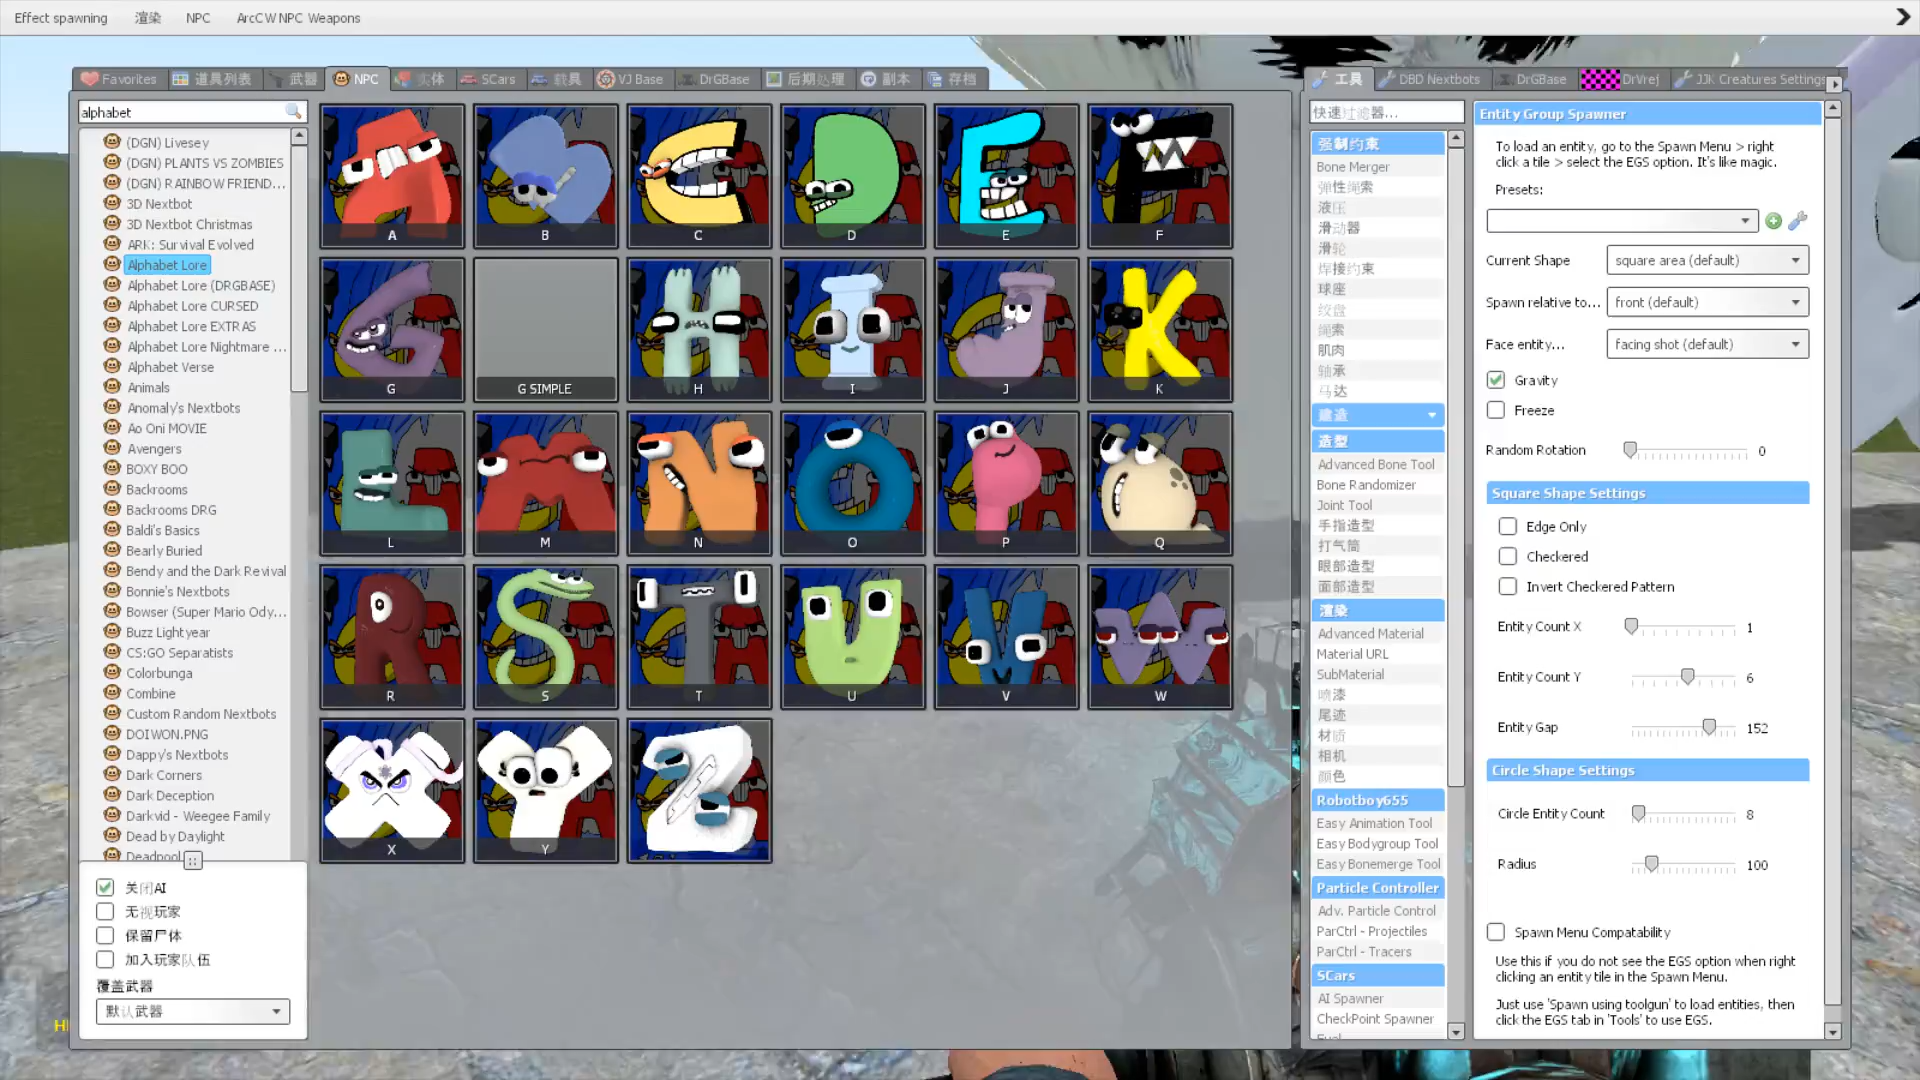 Effect spawning 渲染 NPC ArcCW NPC Weapons
Favorites 道具列表 武器 NPC 实体 SCars 载具 VJ Base DrGBase 后期处理 副本 存档
alphabet
(DGN) Livesey
(DGN) PLANTS VS ZOMBIES
(DGN) RAINBOW FRIEND...
3D Nextbot
3D Nextbot Christmas
ARK: Survival Evolved
Alphabet Lore
Alphabet Lore (DRGBASE)
Alphabet Lore CURSED
Alphabet Lore EXTRAS
Alphabet Lore Nightmare ...
Alphabet Verse
Animals
Anomaly's Nextbots
Ao Oni MOVIE
Avengers
BOXY BOO
Backrooms
Backrooms DRG
Baldi's Basics
Bearly Buried
Bendy and the Dark Revival
Bonnie's Nextbots
Bowser (Super Mario Ody...
Buzz Lightyear
CS:GO Separatists
Colorbunga
Combine
Custom Random Nextbots
DOIWON.PNG
Dappy's Nextbots
Dark Corners
Dark Deception
Darkvid - Weegee Family
Dead by Daylight
Deadpool
关闭AI
无视玩家
保留尸体
加入玩家队伍
覆盖武器
默认武器
A B C D E F
G G SIMPLE H I J K
L M N O P Q
R S T U V W
X Y
工具 DBD Nextbots DrGBase DrVrej JJK Creatures Settings
快速过滤器...
强制约束
Bone Merger
弹性绳索
液压
滑动器
滑轮
焊接约束
球座
绞盘
绳索
肌肉
轴承
马达
建造
造型
Advanced Bone Tool
Bone Randomizer
Joint Tool
手指造型
打气筒
眼部造型
面部造型
渲染
Advanced Material
Material URL
SubMaterial
喷漆
尾迹
材质
相机
颜色
Robotboy655
Easy Animation Tool
Easy Bodygroup Tool
Easy Bonemerge Tool
Particle Controller
Adv. Particle Control
ParCtrl - Projectiles
ParCtrl - Tracers
SCars
AI Spawner
CheckPoint Spawner
Entity Group Spawner
To load an entity, go to the Spawn Menu > right
click a tile > select the EGS option. It's like magic.
Presets:
Current Shape square area (default)
Spawn relative to... front (default)
Face entity... facing shot (default)
Gravity
Freeze
Random Rotation 0
Square Shape Settings
Edge Only
Checkered
Invert Checkered Pattern
Entity Count X 1
Entity Count Y 6
Entity Gap 152
Circle Shape Settings
Circle Entity Count 8
Radius 100
Spawn Menu Compatability
Use this if you do not see the EGS option when right
clicking an entity tile in the Spawn Menu.
Just use 'Spawn using toolgun' to load entities, then
click the EGS tab in 'Tools' to use EGS.